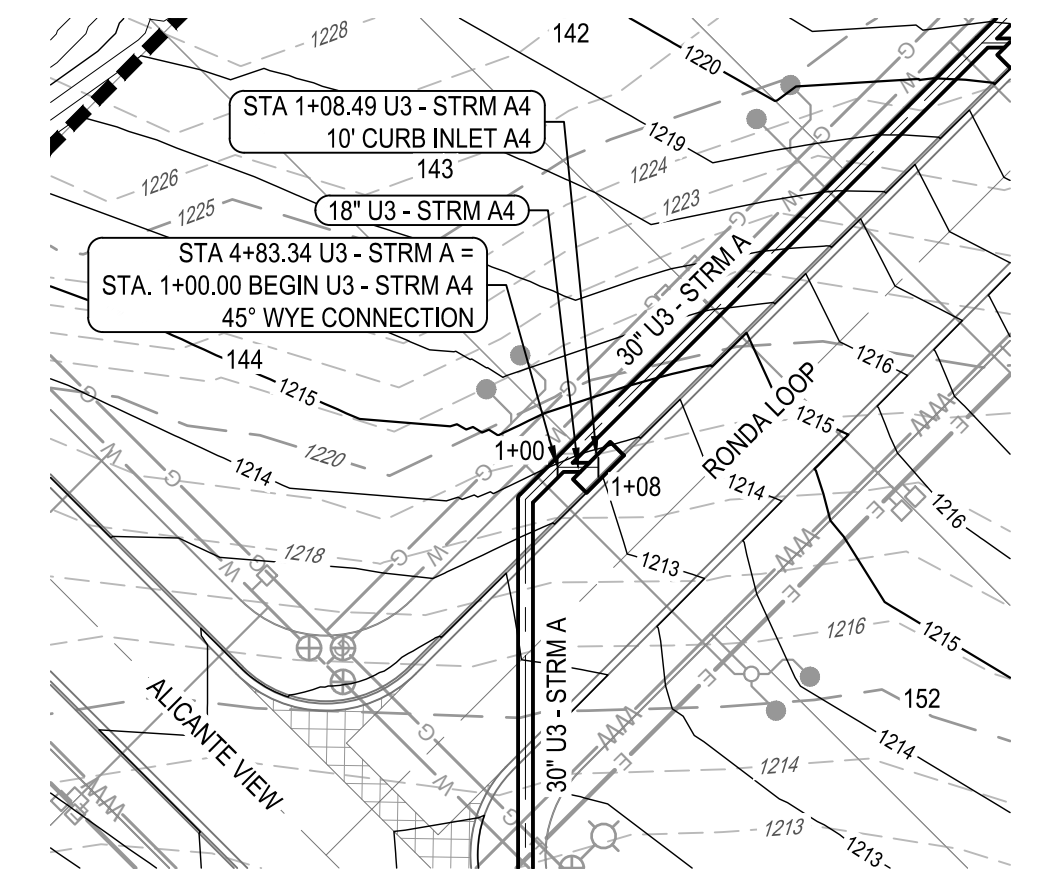 1228
142
1220
STA 1+08.49 U3 - STRM A4
10' CURB INLET A4
1219
143
1224
1226
1223
1225
18" U3 - STRM A4
STA 4+83.34 U3 - STRM A =
STA. 1+00.00 BEGIN U3 - STRM A4
45° WYE CONNECTION
30" U3 - STRM A
144
1215
1216
RONDA LOOP
1215
1220
1214
1+00
1+08
1214
1216
1218
1213
1216
1215
30" U3 - STRM A
152
ALICANTE VIEW
1214
1214
1213
1213
G
W
G
W
G
W
G
G
G
W
G
W
G
W
W
G
W
G
W
G
W
E
E
E
E
E